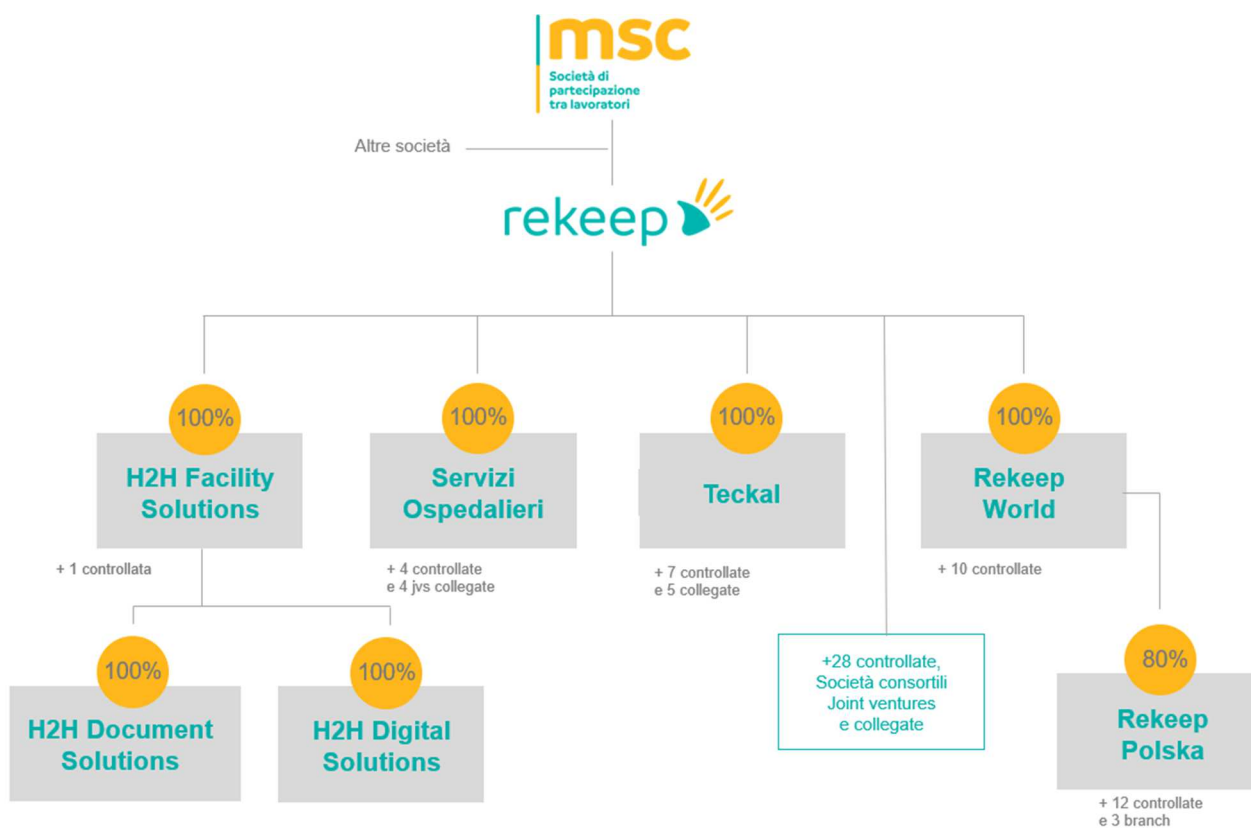 msc
Società di
partecipazione
tra lavoratori
Altre società
rekeep
100%
H2H Facility
Solutions
+ 1 controllata
100%
Servizi
Ospedalieri
+ 4 controllate
e 4 jvs collegate
100%
Teckal
+ 7 controllate
e 5 collegate
100%
Rekeep
World
+ 10 controllate
100%
H2H Document
Solutions
100%
H2H Digital
Solutions
+28 controllate,
Società consortili
Joint ventures
e collegate
80%
Rekeep
Polska
+ 12 controllate
e 3 branch